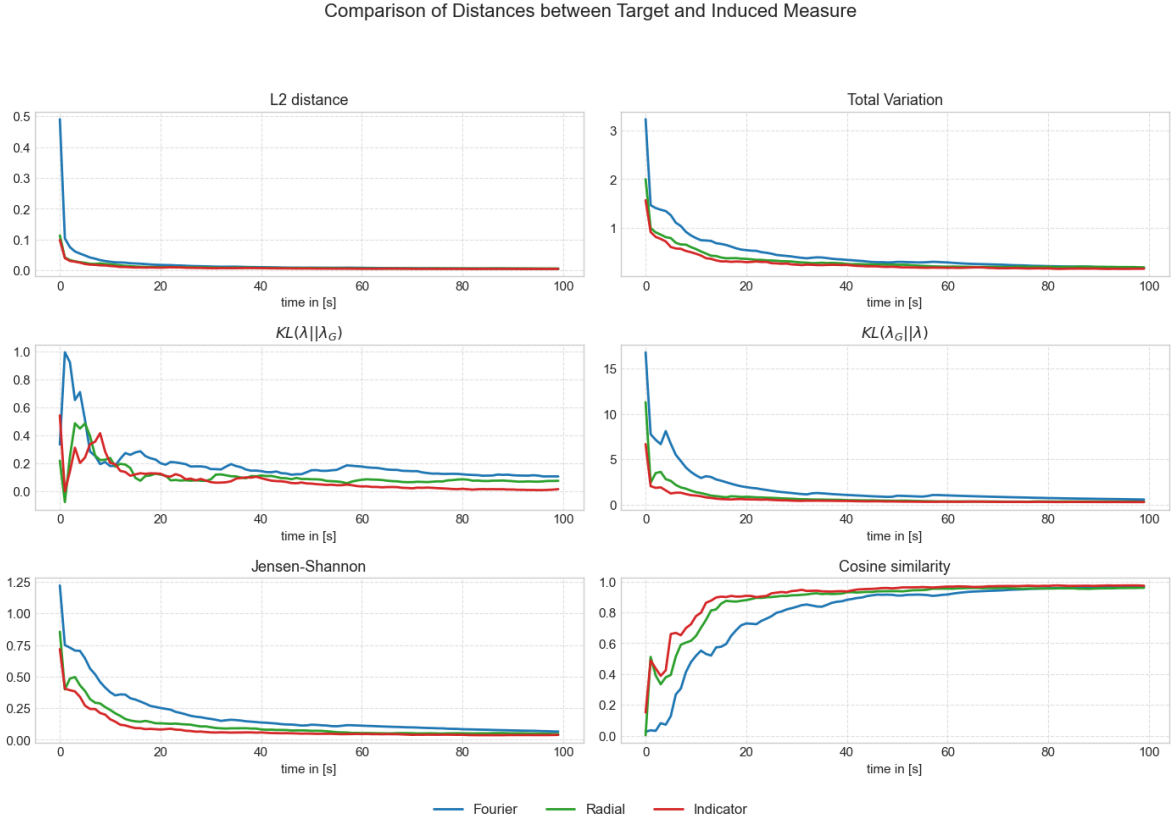 Comparison of Distances between Target and Induced Measure
L2 distance
0.5
0.4
0.3
0.2
0.1
0.0
0 20 40 60 80 100
time in [s]
Total Variation
3
2
1
0 20 40 60 80 100
time in [s]
KL(λ||λ_G)
1.0
0.8
0.6
0.4
0.2
0.0
0 20 40 60 80 100
time in [s]
KL(λ_G||λ)
15
10
5
0
0 20 40 60 80 100
time in [s]
Jensen-Shannon
1.25
1.00
0.75
0.50
0.25
0.00
0 20 40 60 80 100
time in [s]
Cosine similarity
1.0
0.8
0.6
0.4
0.2
0.0
0 20 40 60 80 100
time in [s]
Fourier Radial Indicator